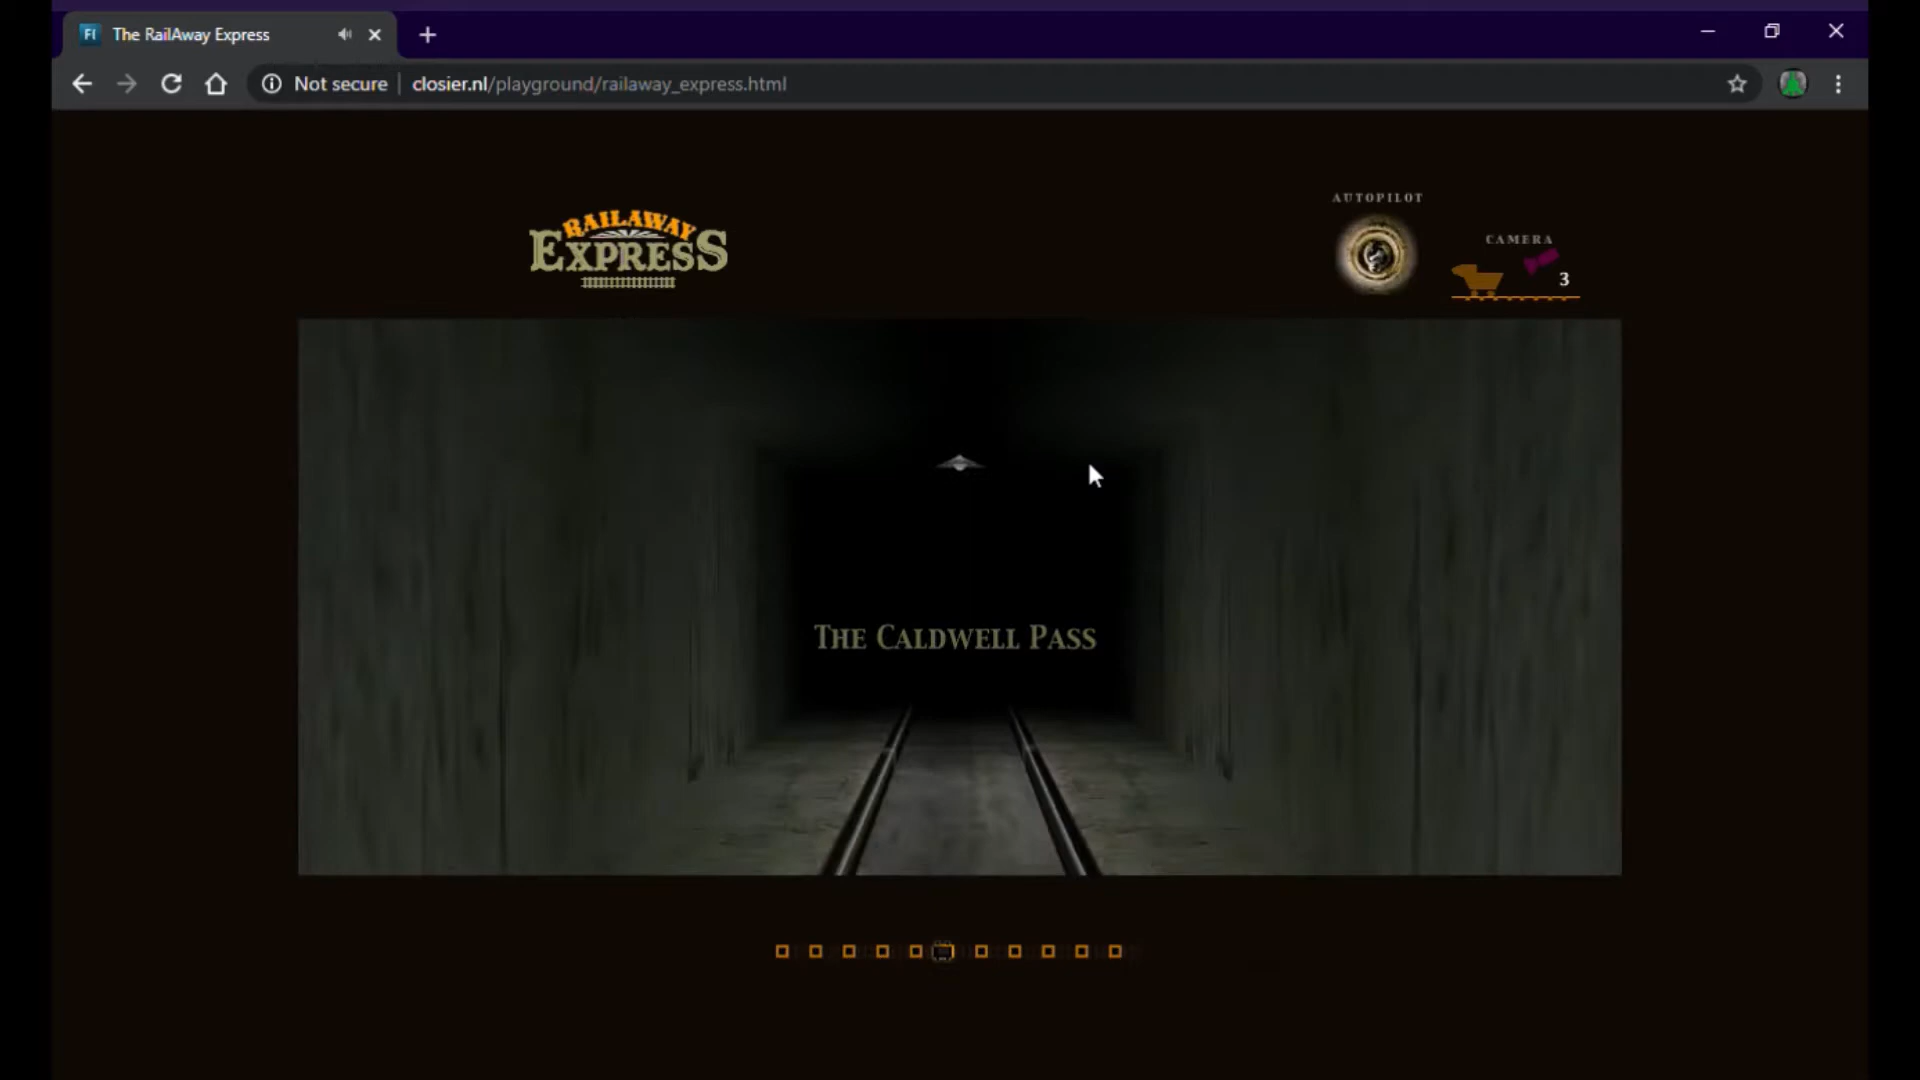 The RailAway Express
Not secure closier.nl/playground/railaway_express.html
AUTOPILOT
RAILAWAY
EXPRESS
CAMERA
3
THE CALDWELL PASS